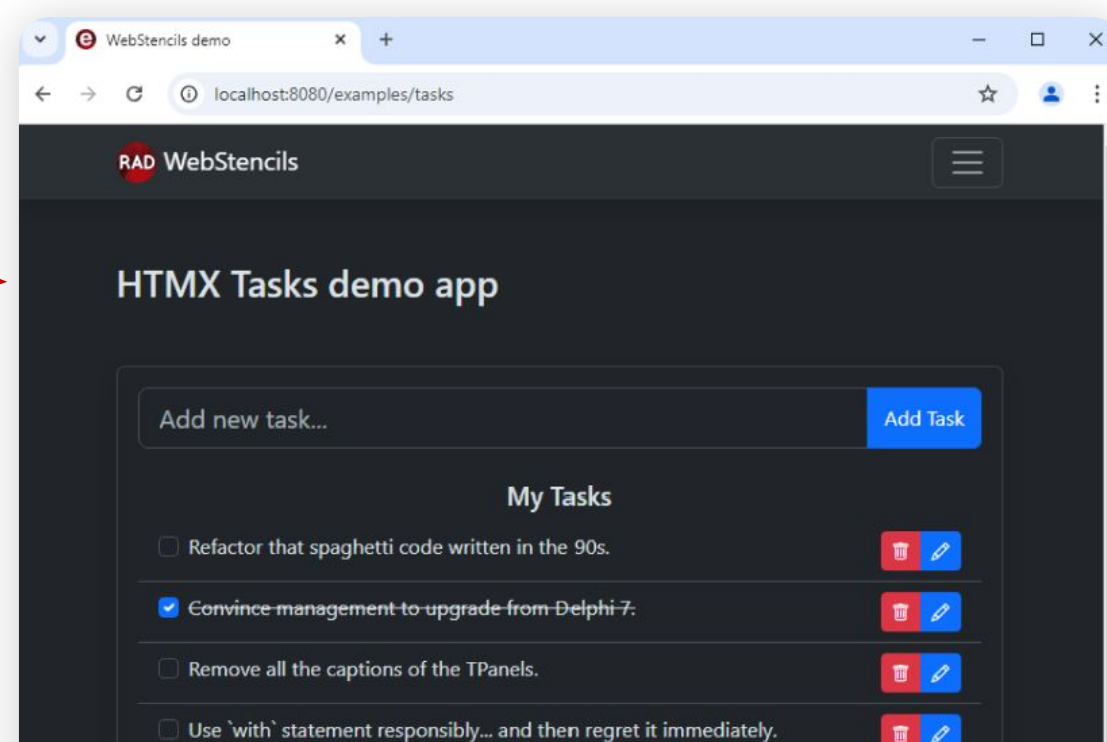 WebStencils demo
localhost:8080/examples/tasks
RAD WebStencils
HTMX Tasks demo app
Add new task...
Add Task
My Tasks
Refactor that spaghetti code written in the 90s.
Convince management to upgrade from Delphi 7.
Remove all the captions of the TPanels.
Use `with` statement responsibly... and then regret it immediately.